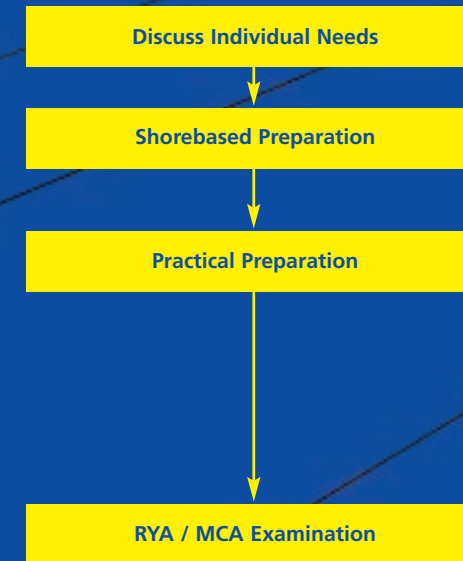 Discuss Individual Needs
Shorebased Preparation
Practical Preparation
RYA / MCA Examination